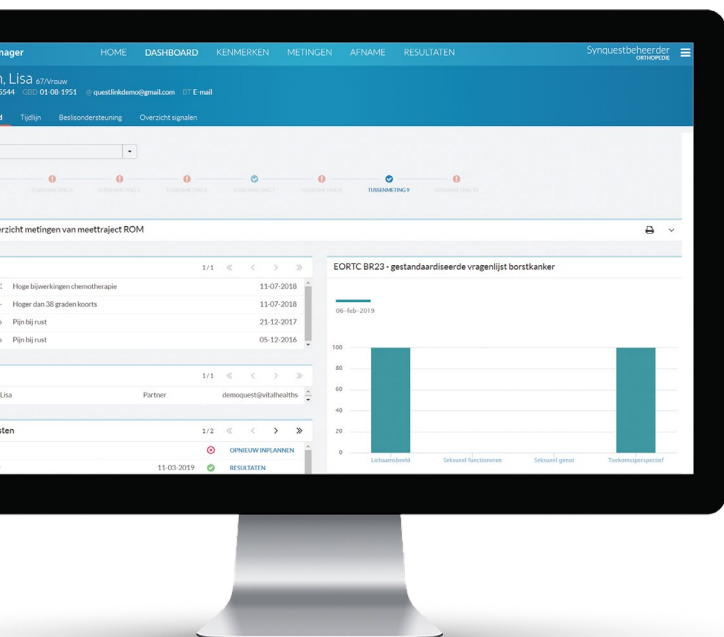 nager HOME DASHBOARD KENMERKEN METINGEN AFNAME RESULTATEN Synquestbeheerder
ORTHOPEDIE
, Lisa 67/Vrouw
5544 GBD 01-08-1951 @ questlinkdemo@gmail.com BT E-mail
d Tijdlijn Beslisondersteuning Overzicht signalen
TUSSENMETING 9
erzicht metingen van meettraject ROM
1/1
Hoge bijwerkingen chemotherapie 11-07-2018
Hoger dan 38 graden koorts 11-07-2018
Pijn bij rust 21-12-2017
Pijn bij rust 05-12-2016
1/1
Lisa Partner demoquest@vitalhealths
sten 1/2
OPNIEUW INPLANNEN
11-03-2019 RESULTATEN
EORTC BR23 - gestandaardiseerde vragenlijst borstkanker
06-feb-2019
100
80
60
40
20
0
Lichaamsbeeld Seksueel functioneren Seksueel genot Toekomstperspectief